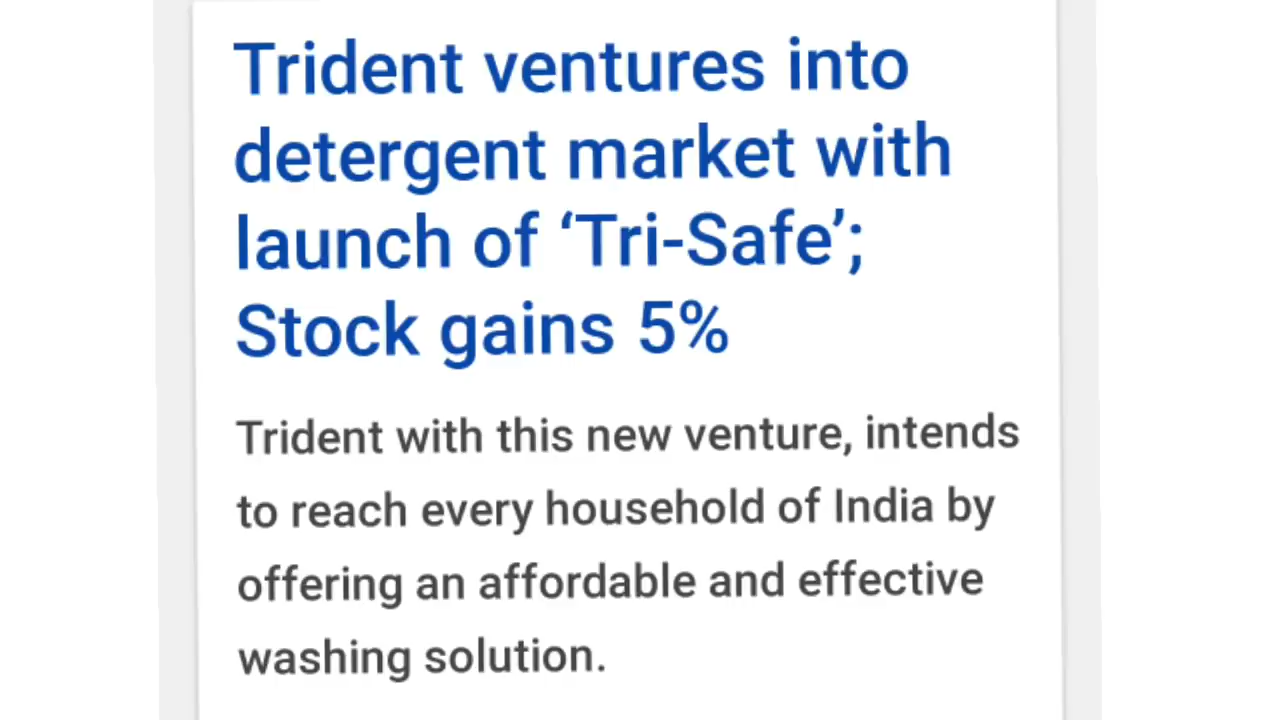 Trident ventures into
detergent market with
launch of ‘Tri-Safe’;
Stock gains 5%
Trident with this new venture, intends
to reach every household of India by
offering an affordable and effective
washing solution.